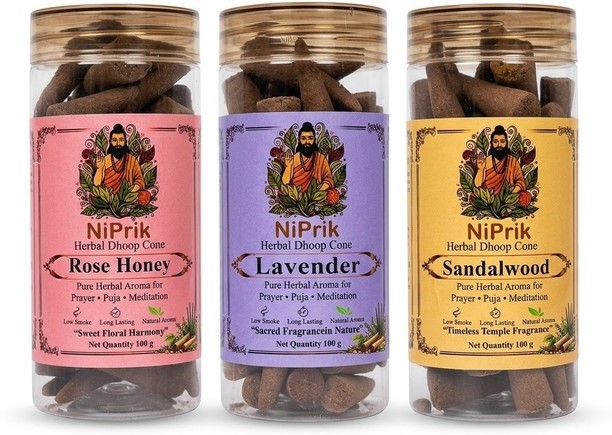 NiPrik
Herbal Dhoop Cone
Rose Honey
Pure Herbal Aroma for
Prayer • Puja • Meditation
Low Smoke Long Lasting Natural Aroma
"Sweet Floral Harmony"
Net Quantity 100 g
NiPrik
Herbal Dhoop Cone
Lavender
Pure Herbal Aroma for
Prayer • Puja • Meditation
Low Smoke Long Lasting Natural Aroma
"Sacred Fragrancein Nature"
Net Quantity 100 g
NiPrik
Herbal Dhoop Cone
Sandalwood
Pure Herbal Aroma for
Prayer • Puja • Meditation
Low Smoke Long Lasting Natural Aroma
"Timeless Temple Fragrance"
Net Quantity 100 g